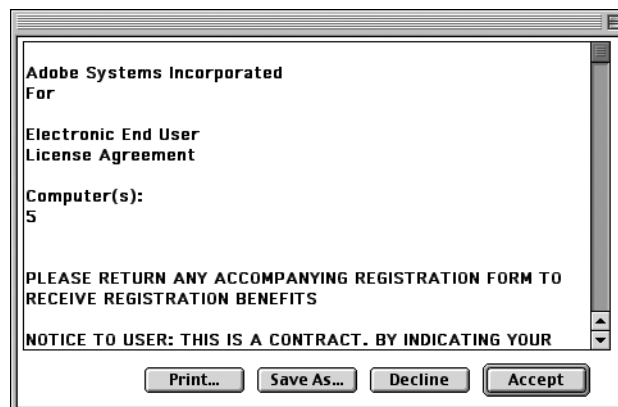 Adobe Systems Incorporated
For
Electronic End User
License Agreement
Computer(s):
5
PLEASE RETURN ANY ACCOMPANYING REGISTRATION FORM TO
RECEIVE REGISTRATION BENEFITS
NOTICE TO USER: THIS IS A CONTRACT. BY INDICATING YOUR
Print... Save As... Decline Accept